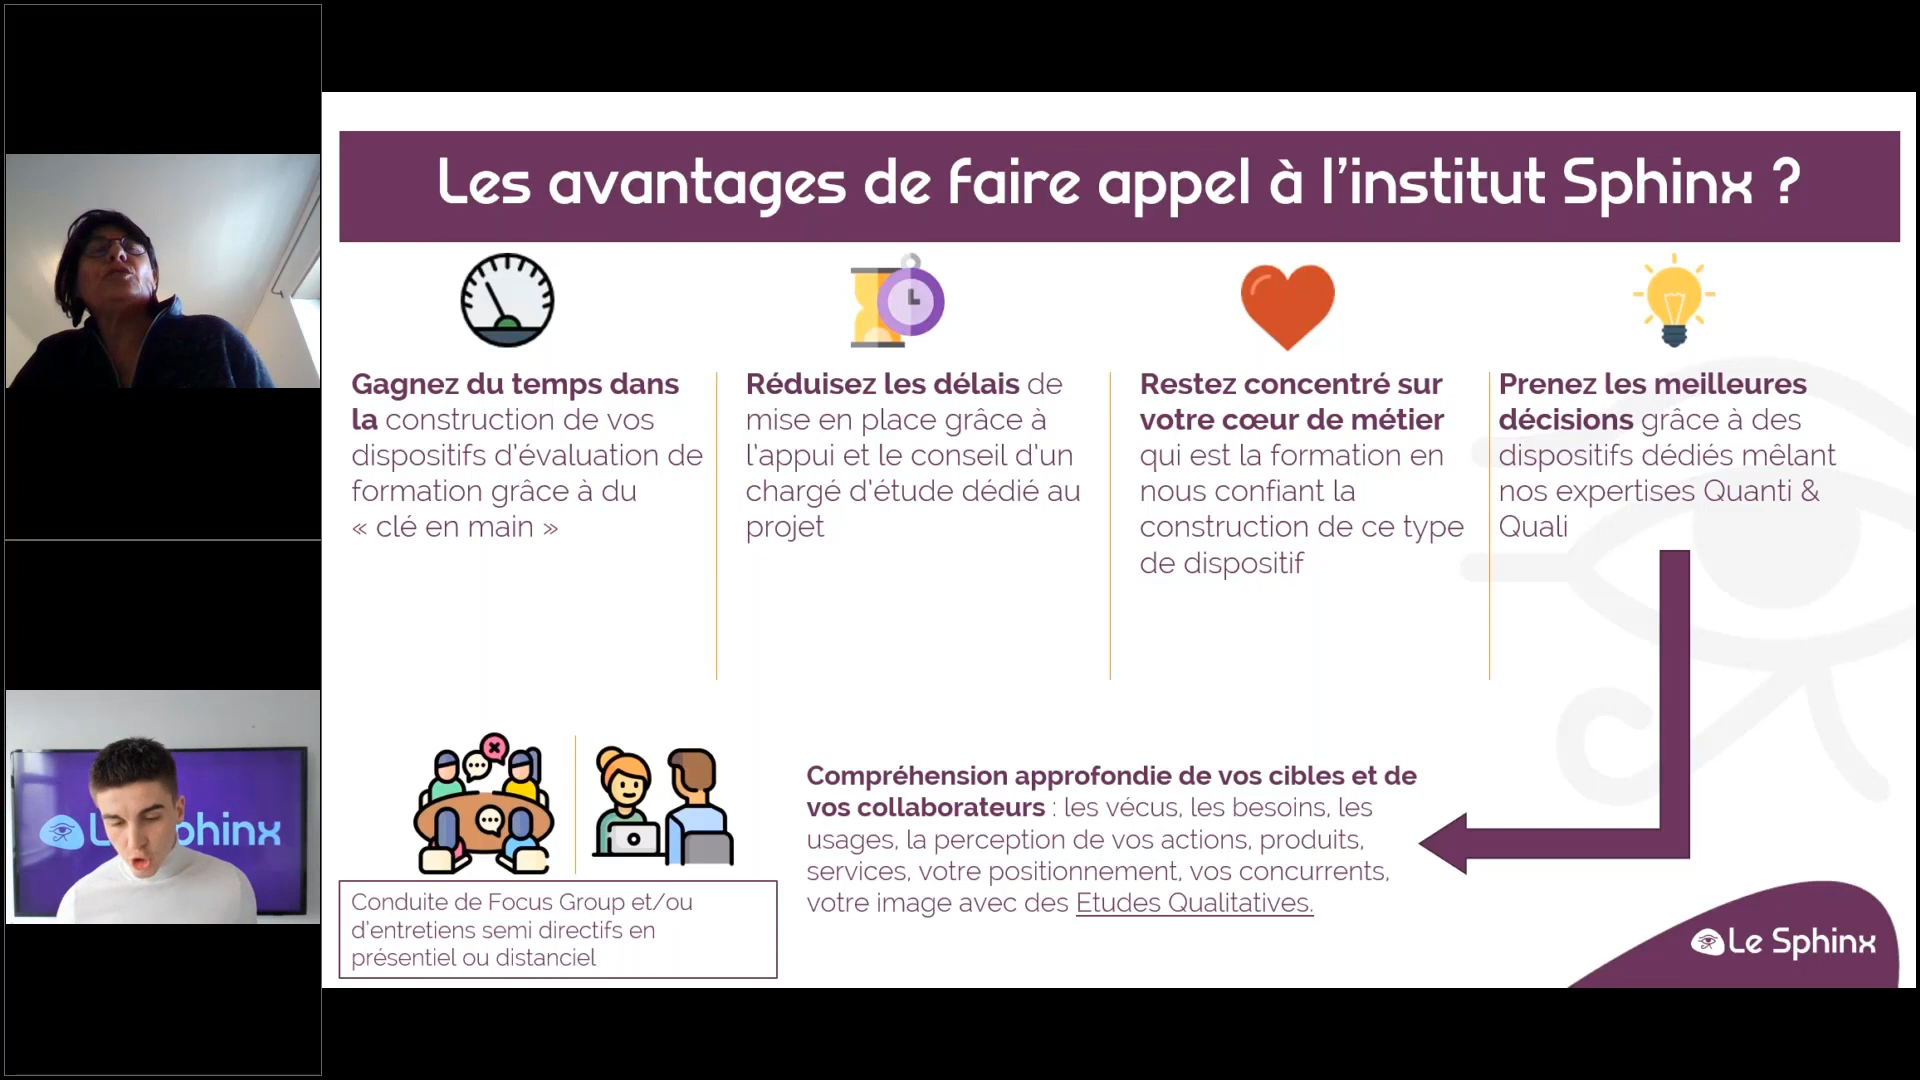 Les avantages de faire appel à l'institut Sphinx ?
Gagnez du temps dans
la construction de vos
dispositifs d'évaluation de
formation grâce à du
« clé en main »
Réduisez les délais de
mise en place grâce à
l'appui et le conseil d'un
chargé d'étude dédié au
projet
Restez concentré sur
votre cœur de métier
qui est la formation en
nous confiant la
construction de ce type
de dispositif
Prenez les meilleures
décisions grâce à des
dispositifs dédiés mêlant
nos expertises Quanti &
Quali
Compréhension approfondie de vos cibles et de
vos collaborateurs : les vécus, les besoins, les
usages, la perception de vos actions, produits,
services, votre positionnement, vos concurrents,
votre image avec des Etudes Qualitatives.
Conduite de Focus Group et/ou
d'entretiens semi directifs en
présentiel ou distanciel
Le Sphinx